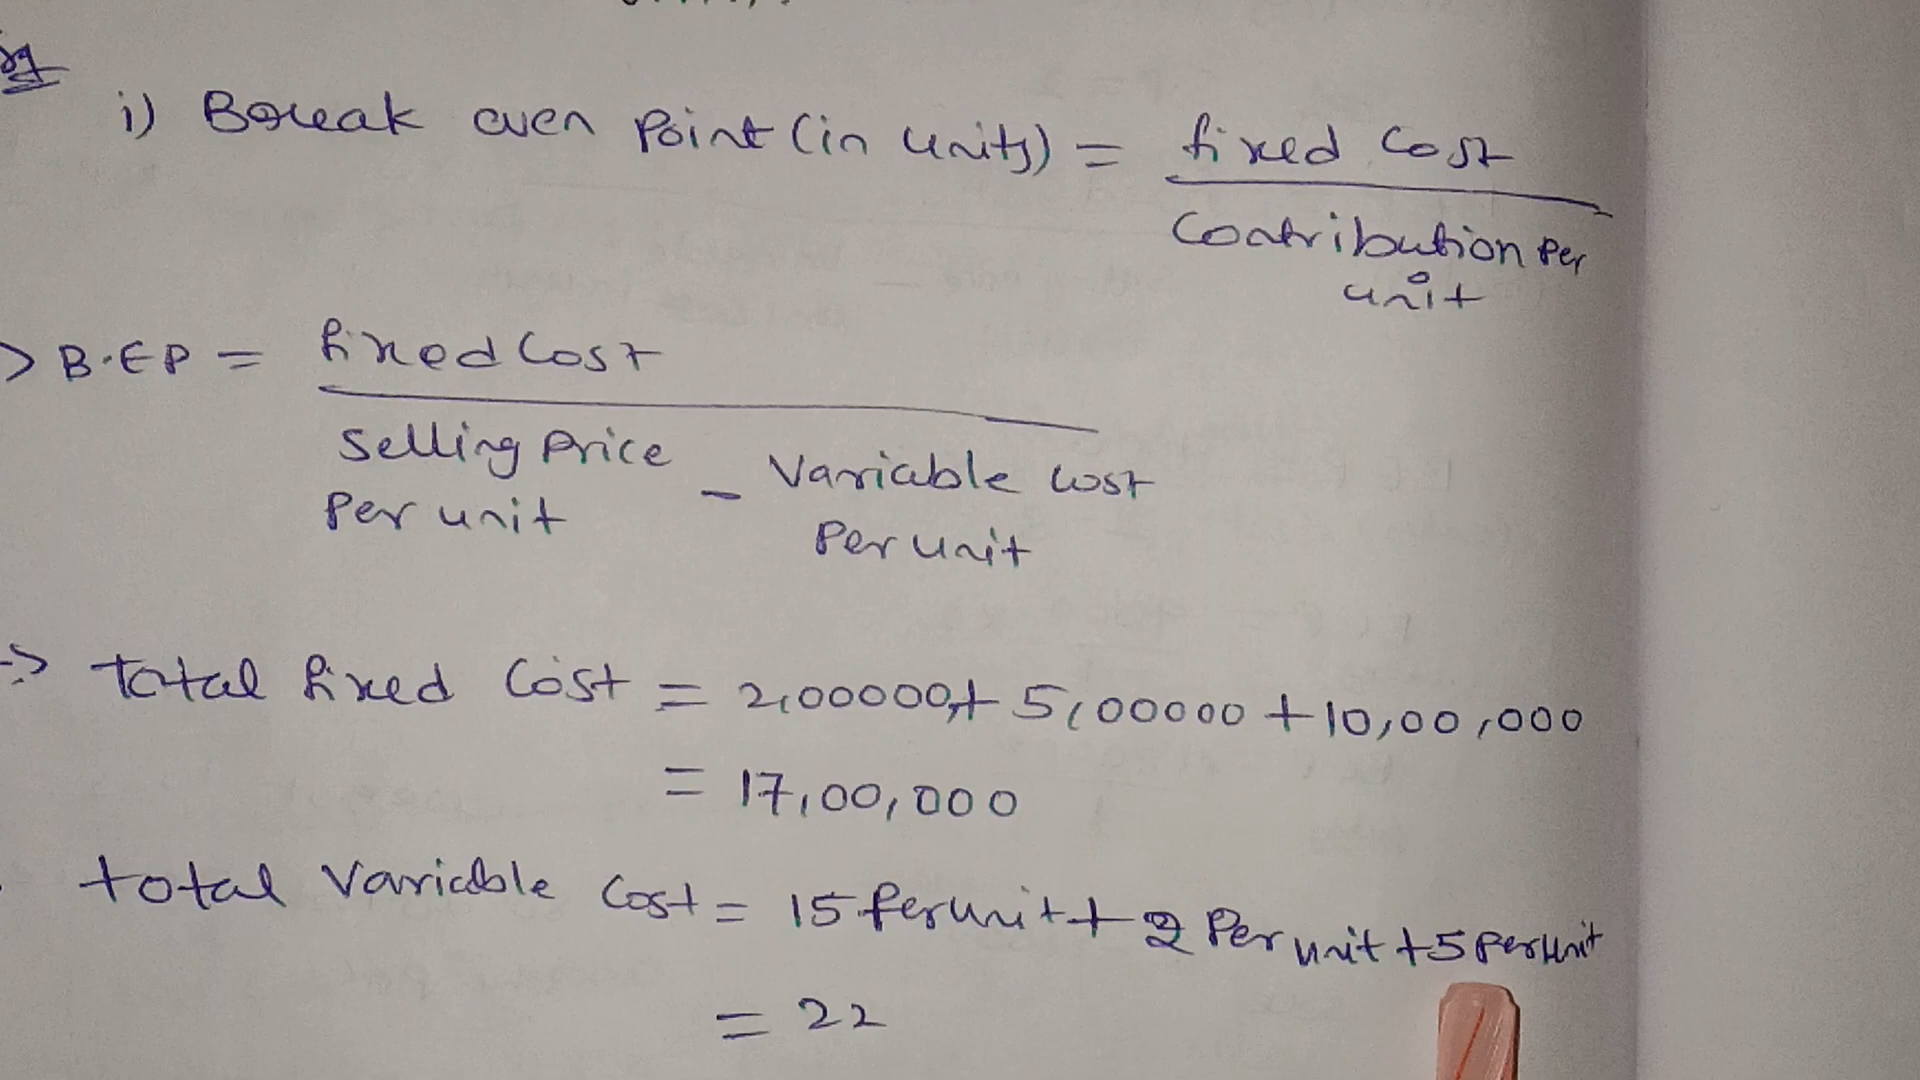 i) Break even Point (in units) = fixed Cost
Contribution Per
unit
> B.E.P = fixed Cost
Selling Price - Variable cost
Per unit Per unit
-> total fixed Cost = 2,00000,+ 5,00000 + 10,00,000
= 17,00,000
total Variable Cost = 15 Per unit + 2 Per unit + 5 Per unit
= 22